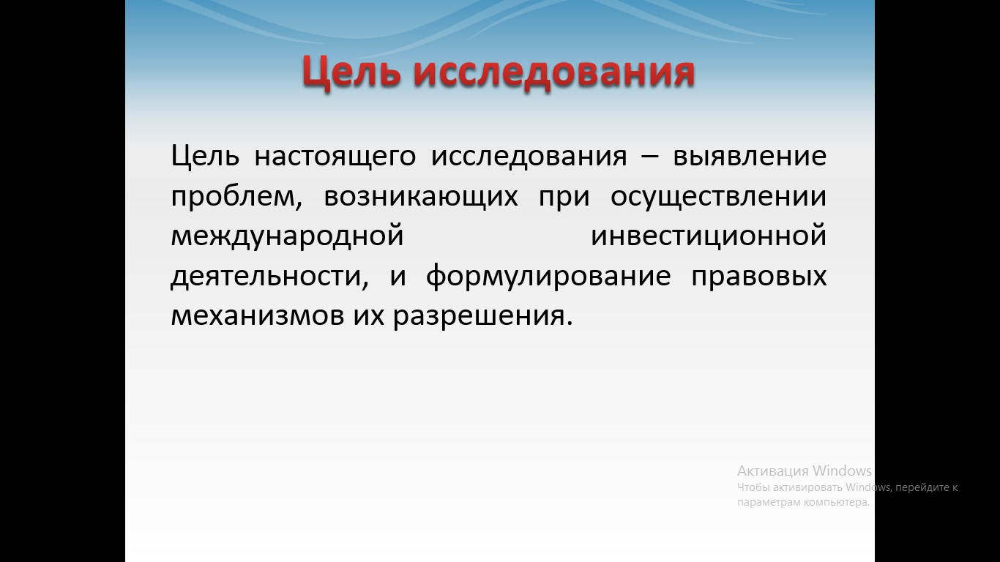 Цель исследования
Цель настоящего исследования – выявление
проблем, возникающих при осуществлении
международной инвестиционной
деятельности, и формулирование правовых
механизмов их разрешения.
Активация Windows
Чтобы активировать Windows, перейдите к
параметрам компьютера.